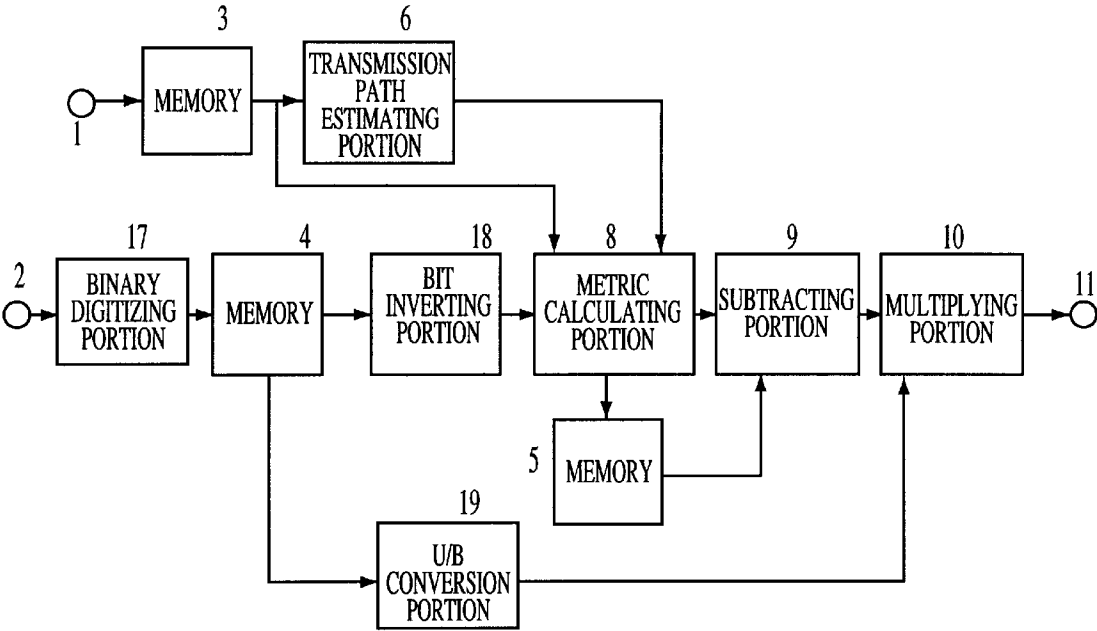 3
6
MEMORY
TRANSMISSION
PATH
ESTIMATING
PORTION
1
17
4
18
8
9
10
2
11
BINARY
DIGITIZING
PORTION
MEMORY
BIT
INVERTING
PORTION
METRIC
CALCULATING
PORTION
SUBTRACTING
PORTION
MULTIPLYING
PORTION
5
MEMORY
19
U/B
CONVERSION
PORTION